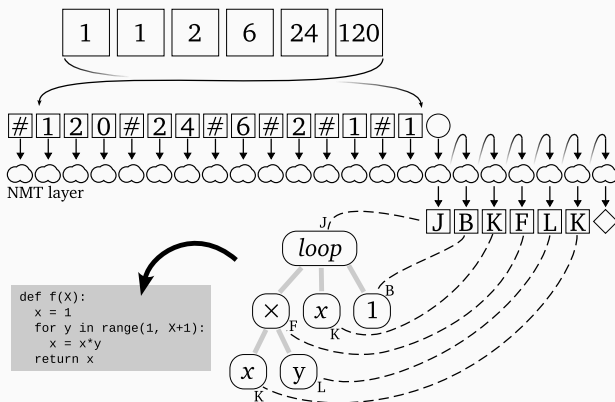 1 1 2 6 24 120
# 1 2 0 # 2 4 # 6 # 2 # 1 # 1
NMT layer
J B K F L K
J
loop
B
× x 1
F K
def f(X):
x = 1
for y in range(1, X+1):
x = x*y
return x
x y
K L